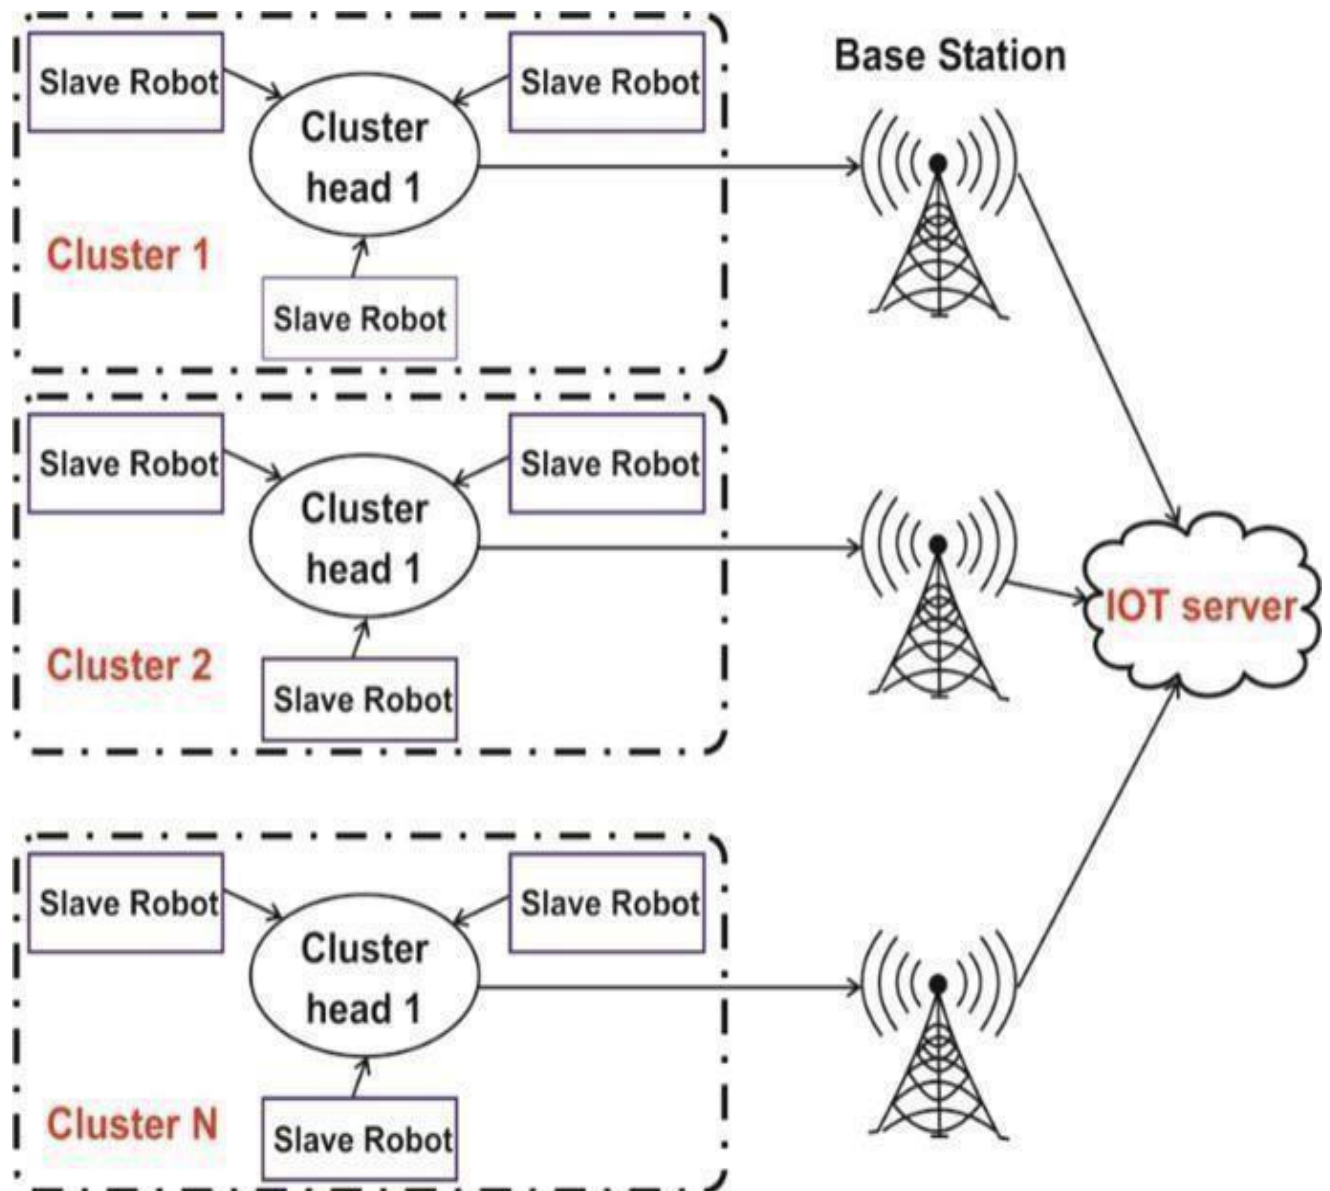 Slave Robot
Slave Robot
Cluster
head 1
Cluster 1
Slave Robot
Base Station
Slave Robot
Slave Robot
Cluster
head 1
Cluster 2
Slave Robot
IOT server
Slave Robot
Slave Robot
Cluster
head 1
Cluster N
Slave Robot